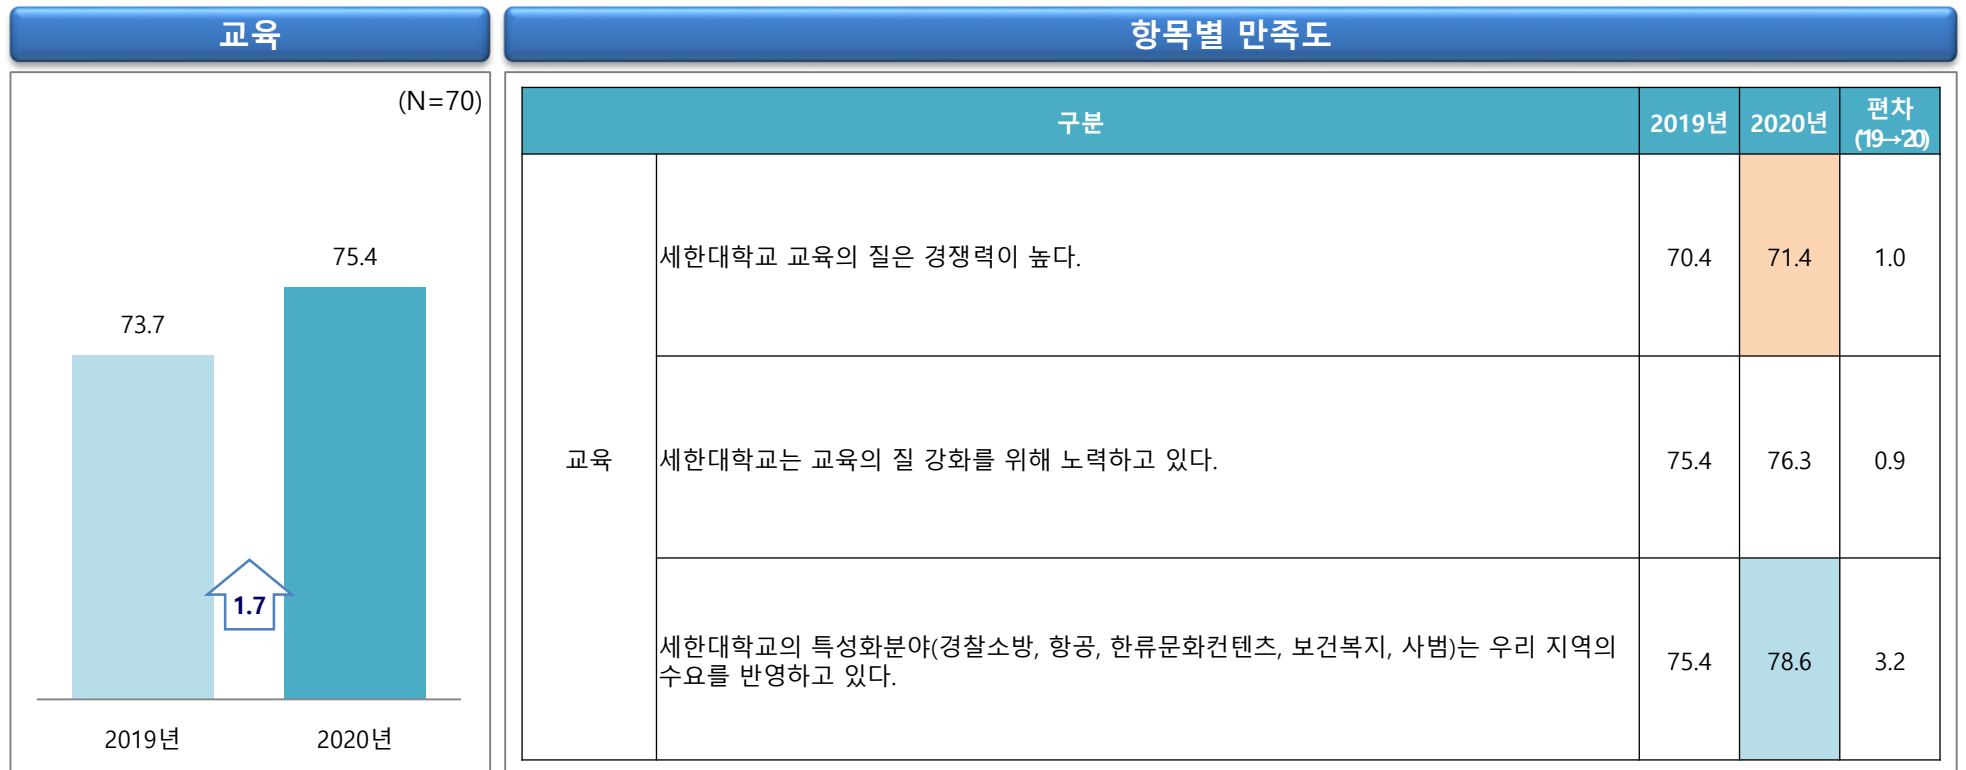 교육
(N=70)
73.7
75.4
1.7
2019년
2020년
항목별 만족도
구분
2019년
2020년
편차
('19→'20)
교육
세한대학교 교육의 질은 경쟁력이 높다.
70.4
71.4
1.0
세한대학교는 교육의 질 강화를 위해 노력하고 있다.
75.4
76.3
0.9
세한대학교의 특성화분야(경찰소방, 항공, 한류문화컨텐츠, 보건복지, 사범)는 우리 지역의
수요를 반영하고 있다.
75.4
78.6
3.2